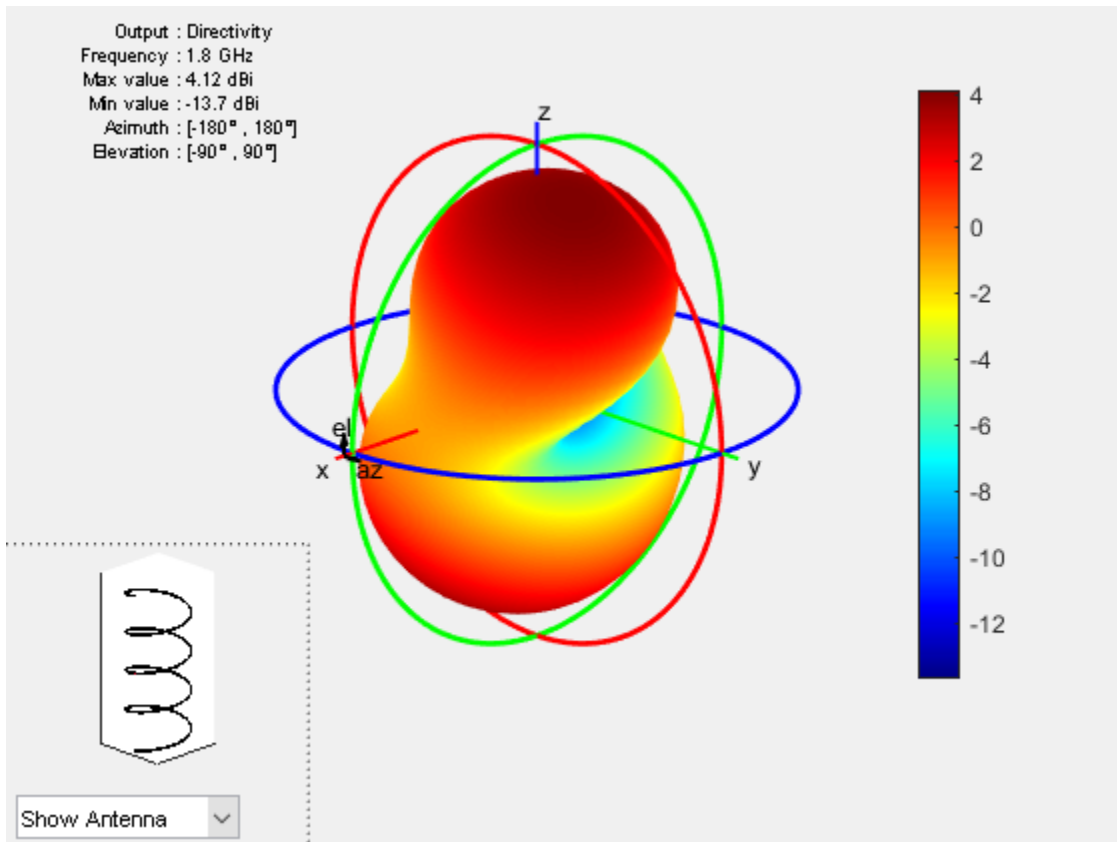 Output : Directivity
Frequency : 1.8 GHz
Max value : 4.12 dBi
Min value : -13.7 dBi
Azimuth : [-180° , 180°]
Elevation : [-90° , 90°]
z
4
2
0
-2
-4
-6
-8
-10
-12
el
x
az
y
Show Antenna